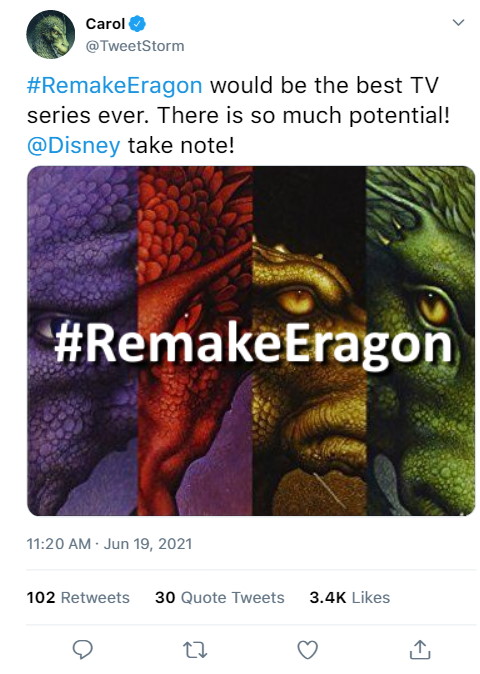 Carol
@TweetStorm
#RemakeEragon would be the best TV
series ever. There is so much potential!
@Disney take note!
#RemakeEragon
11:20 AM · Jun 19, 2021
102 Retweets 30 Quote Tweets 3.4K Likes